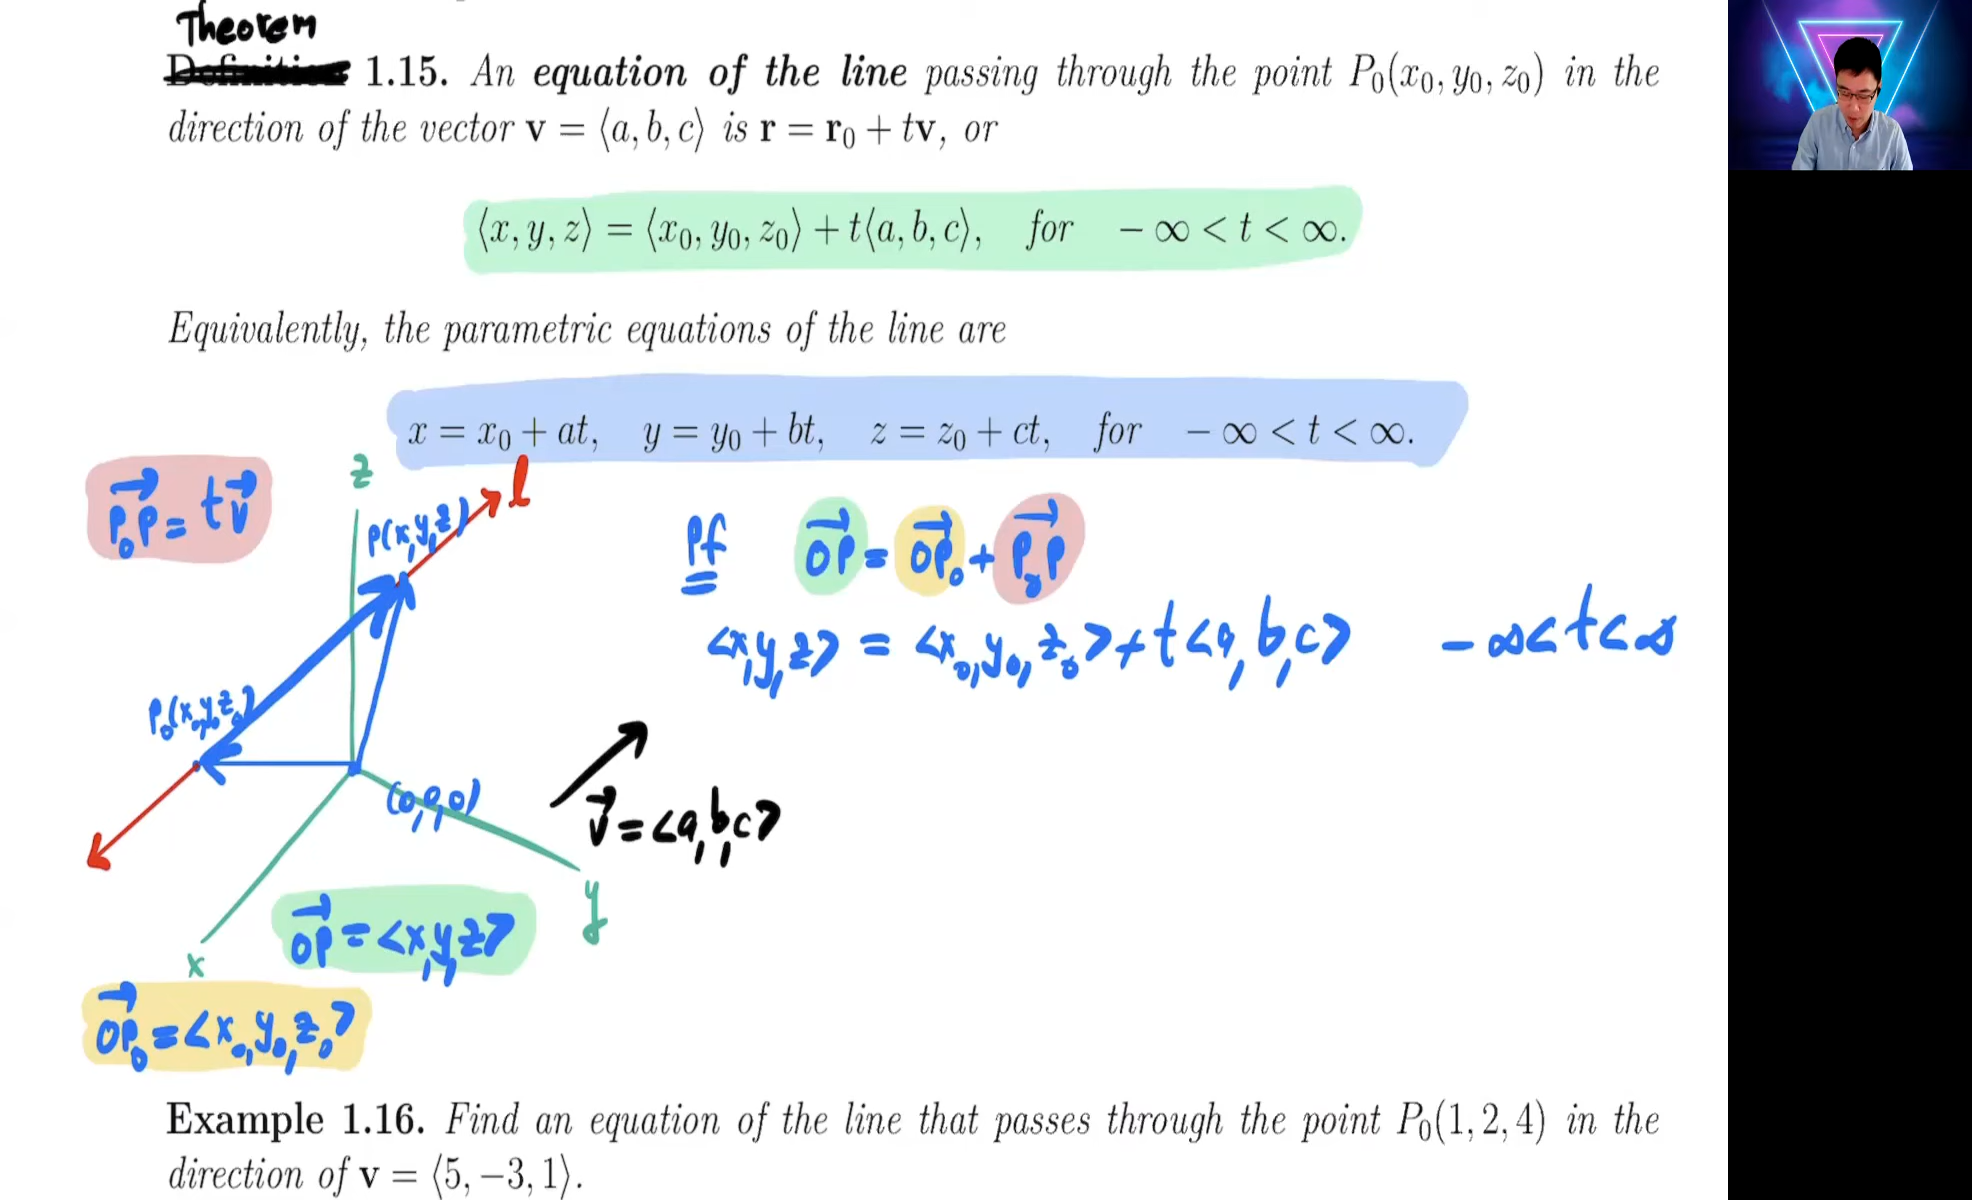 Theorem
Definition 1.15. An equation of the line passing through the point P₀(x₀, y₀, z₀) in the
direction of the vector v = ⟨a, b, c⟩ is r = r₀ + tv, or
⟨x, y, z⟩ = ⟨x₀, y₀, z₀⟩ + t⟨a, b, c⟩, for − ∞ < t < ∞.
Equivalently, the parametric equations of the line are
x = x₀ + at, y = y₀ + bt, z = z₀ + ct, for − ∞ < t < ∞.
z
l
P₀P = tv
P(x,y,z)
Pf OP = OP₀ + P₀P
<x,y,z> = <x₀,y₀,z₀> + t<a,b,c> -∞<t<∞
P₀(x₀,y₀,z₀)
(0,0,0)
v = <a,b,c>
y
OP = <x,y,z>
x
OP₀ = <x₀,y₀,z₀>
Example 1.16. Find an equation of the line that passes through the point P₀(1, 2, 4) in the
direction of v = ⟨5, −3, 1⟩.